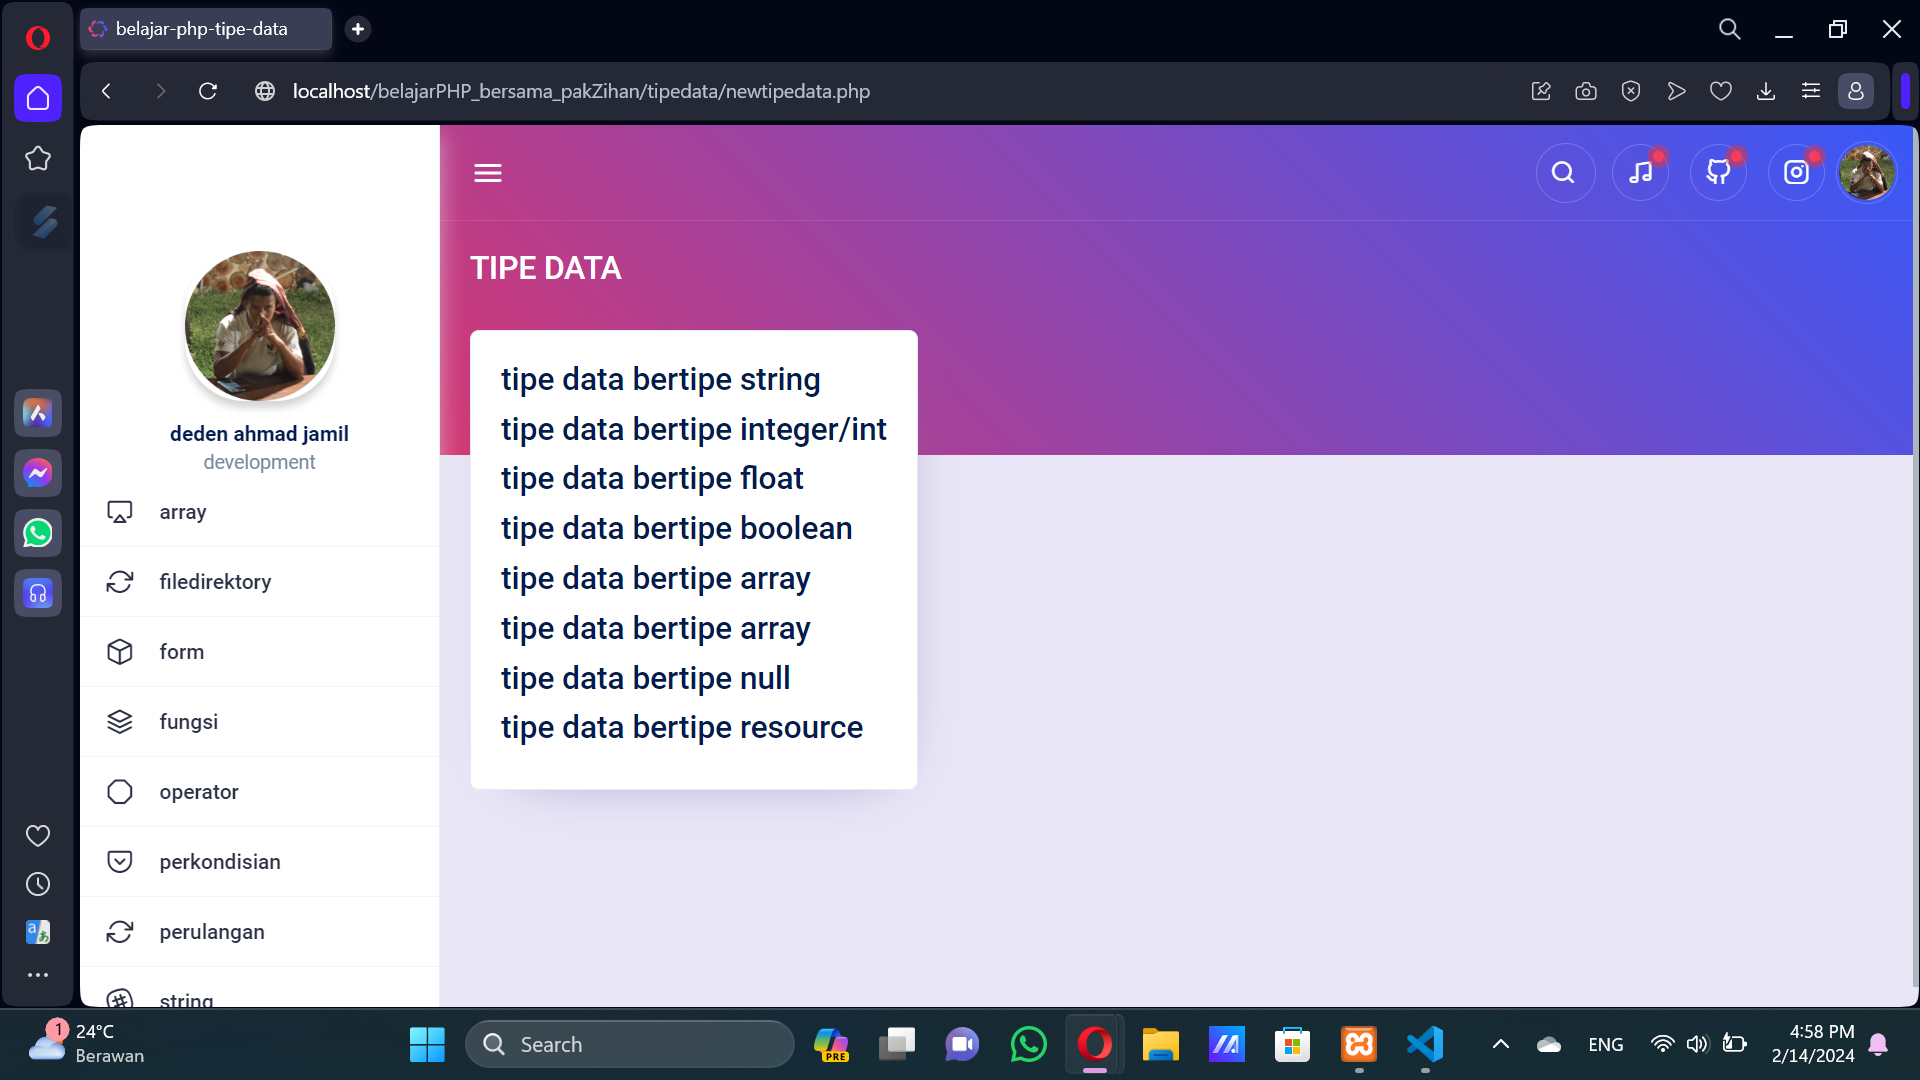 belajar-php-tipe-data
localhost/belajarPHP_bersama_pakZihan/tipedata/newtipedata.php
deden ahmad jamil
development
array
filedirektory
form
fungsi
operator
perkondisian
perulangan
string
TIPE DATA
tipe data bertipe string
tipe data bertipe integer/int
tipe data bertipe float
tipe data bertipe boolean
tipe data bertipe array
tipe data bertipe array
tipe data bertipe null
tipe data bertipe resource
1
24°C
Berawan
Search
PRE
ENG
4:58 PM
2/14/2024